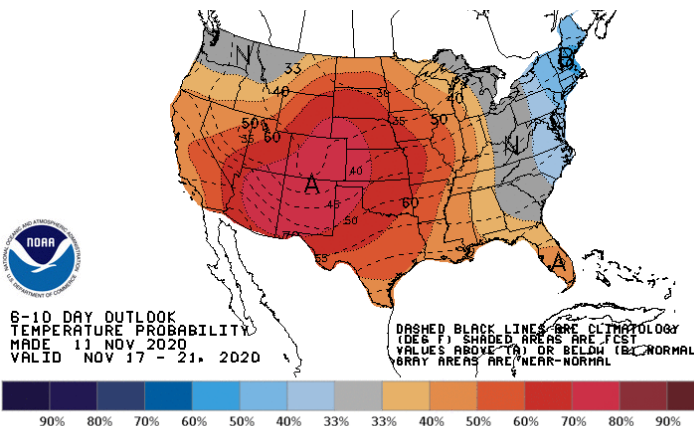 N
33
B
36
40
40
50
35
50
35
60
N
A
40
60
45
50
55
A
NATIONAL OCEANIC AND ATMOSPHERIC ADMINISTRATION
NOAA
U.S. DEPARTMENT OF COMMERCE
6-10 DAY OUTLOOK
TEMPERATURE PROBABILITY
MADE 11 NOV 2020
VALID NOV 17 - 21, 2020
DASHED BLACK LINES ARE CLIMATOLOGY
(DEG F) SHADED AREAS ARE FCST
VALUES ABOVE (A) OR BELOW (B) NORMAL
GRAY AREAS ARE NEAR-NORMAL
90% 80% 70% 60% 50% 40% 33% 33% 40% 50% 60% 70% 80% 90%